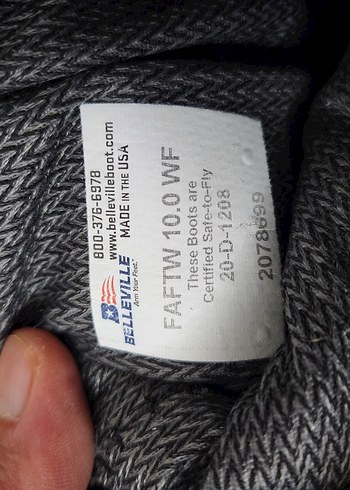 BELLEVILLE
Arm Your Feet.®
800-376-6978
www.bellevilleboot.com
MADE IN THE USA
FAFTW 10.0 WF
These Boots are
Certified Safe-to-Fly
20-D-1208
2078699